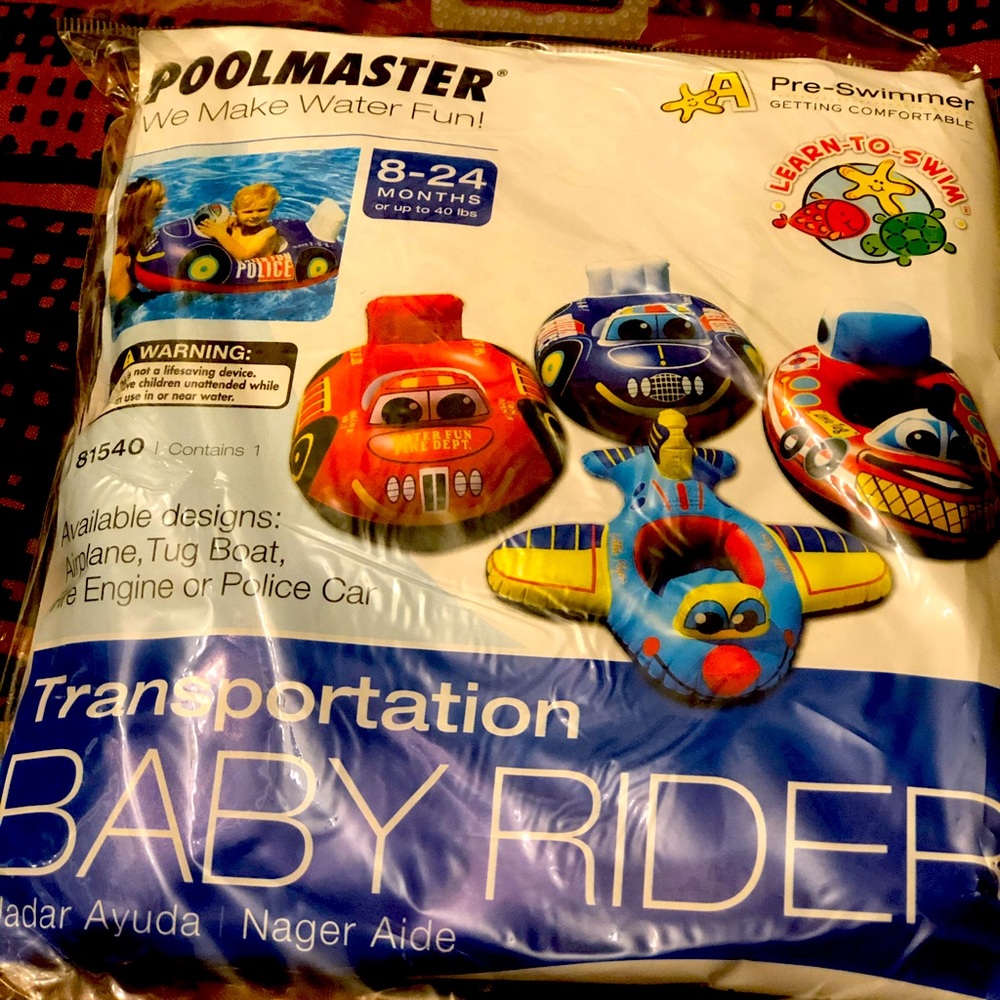 POOLMASTER®
We Make Water Fun!
A Pre-Swimmer
GETTING COMFORTABLE
LEARN-TO-SWIM
8-24
MONTHS
or up to 40 lbs
POLICE
WARNING:
not a lifesaving device.
children unattended while
in use in or near water.
81540 | Contains 1
Available designs:
Airplane, Tug Boat,
Engine or Police Car
WATER FUN
FIRE DEPT.
Transportation
BABY RIDER
Ayuda | Nager Aide